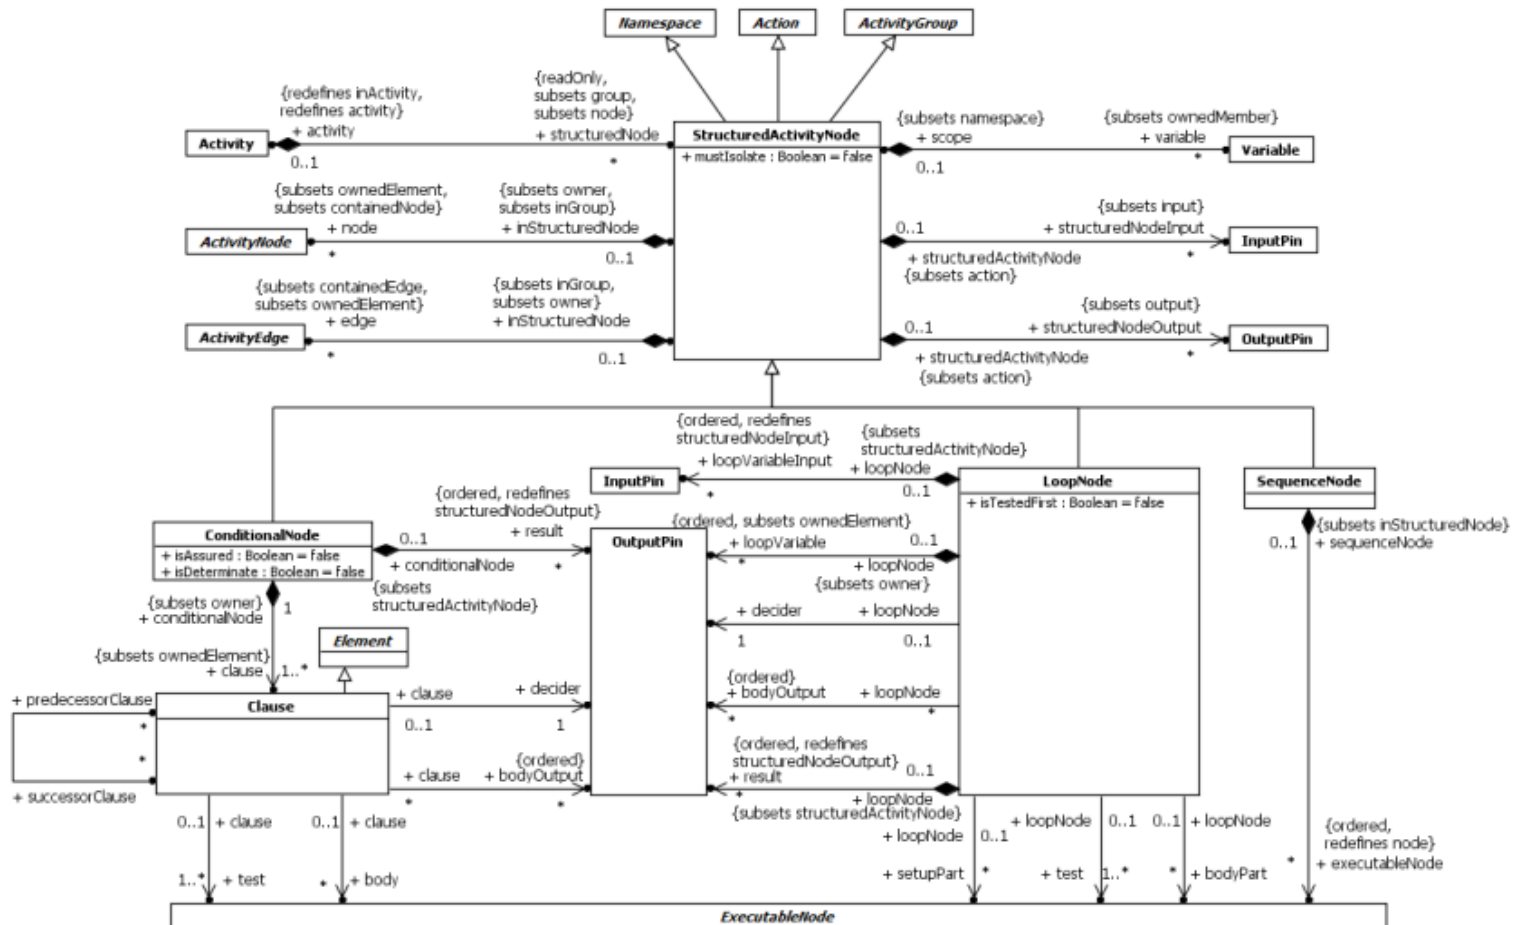 Namespace
Action
ActivityGroup
{redefines inActivity,
redefines activity}
+ activity
0..1
Activity
{readOnly,
subsets group,
subsets node}
+ structuredNode
*
StructuredActivityNode
+ mustIsolate : Boolean = false
{subsets namespace}
+ scope
0..1
{subsets ownedMember}
+ variable
*
Variable
{subsets ownedElement,
subsets containedNode}
+ node
*
ActivityNode
{subsets owner,
subsets inGroup}
+ inStructuredNode
0..1
0..1
+ structuredActivityNode
{subsets action}
{subsets input}
+ structuredNodeInput
*
InputPin
{subsets containedEdge,
subsets ownedElement}
+ edge
*
ActivityEdge
{subsets inGroup,
subsets owner}
+ inStructuredNode
0..1
0..1
+ structuredActivityNode
{subsets action}
{subsets output}
+ structuredNodeOutput
*
OutputPin
{ordered, redefines
structuredNodeInput}
+ loopVariableInput
*
{subsets
structuredActivityNode}
+ loopNode
0..1
InputPin
LoopNode
+ isTestedFirst : Boolean = false
SequenceNode
{subsets inStructuredNode}
0..1
+ sequenceNode
ConditionalNode
+ isAssured : Boolean = false
+ isDeterminate : Boolean = false
{ordered, redefines
structuredNodeOutput}
+ result
0..1
+ conditionalNode
*
{subsets
structuredActivityNode}
OutputPin
{ordered, subsets ownedElement}
+ loopVariable
0..1
*
+ loopNode
{subsets owner}
+ decider
+ loopNode
1
0..1
{subsets owner}
+ conditionalNode
1
Element
{subsets ownedElement}
+ clause
1..*
{ordered}
+ bodyOutput
+ loopNode
*
*
+ predecessorClause
*
*
+ successorClause
Clause
+ clause
+ decider
0..1
1
{ordered}
+ clause
+ bodyOutput
*
*
{ordered, redefines
structuredNodeOutput}
0..1
+ result
*
+ loopNode
{subsets structuredActivityNode}
0..1
+ clause
0..1
+ clause
+ loopNode
0..1
+ loopNode
0..1
0..1
+ loopNode
{ordered,
redefines node}
*
+ executableNode
1..*
+ test
*
+ body
+ setupPart
*
+ test
1..*
*
+ bodyPart
ExecutableNode